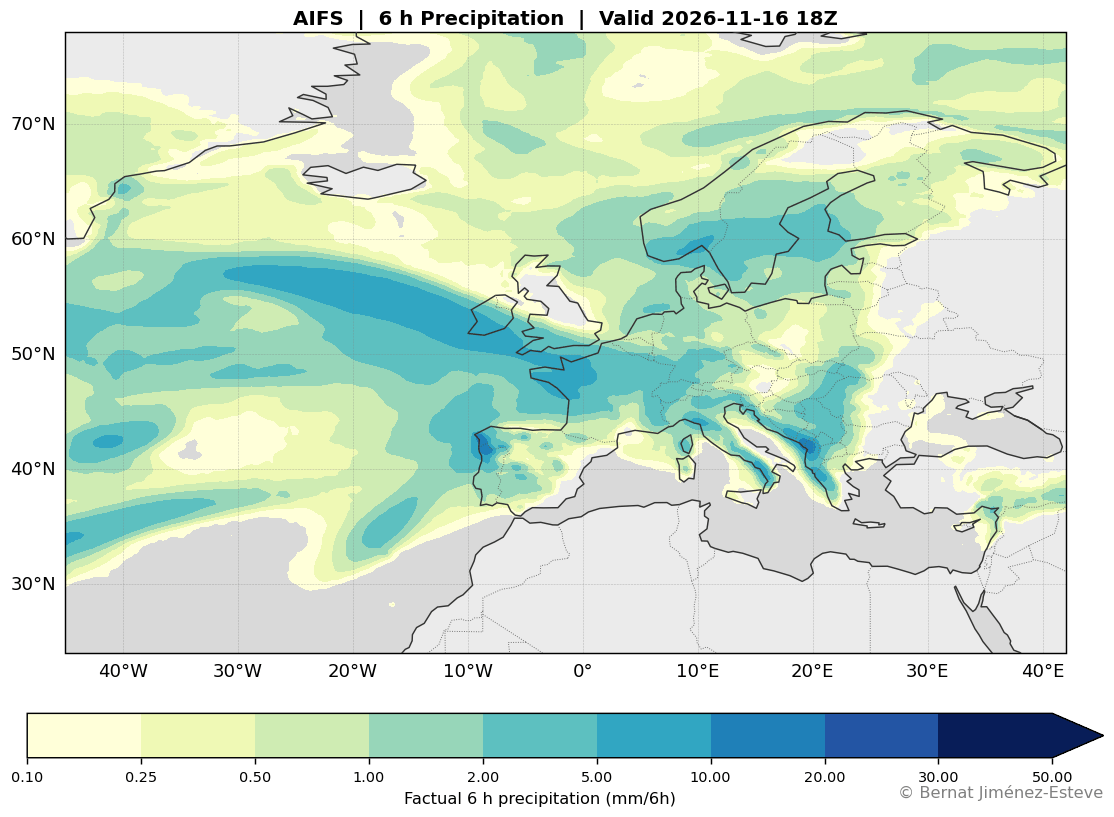 AIFS | 6 h Precipitation | Valid 2026-11-16 18Z
70°N
60°N
50°N
40°N
30°N
40°W 30°W 20°W 10°W 0° 10°E 20°E 30°E 40°E
0.10 0.25 0.50 1.00 2.00 5.00 10.00 20.00 30.00 50.00
Factual 6 h precipitation (mm/6h)
© Bernat Jiménez-Esteve